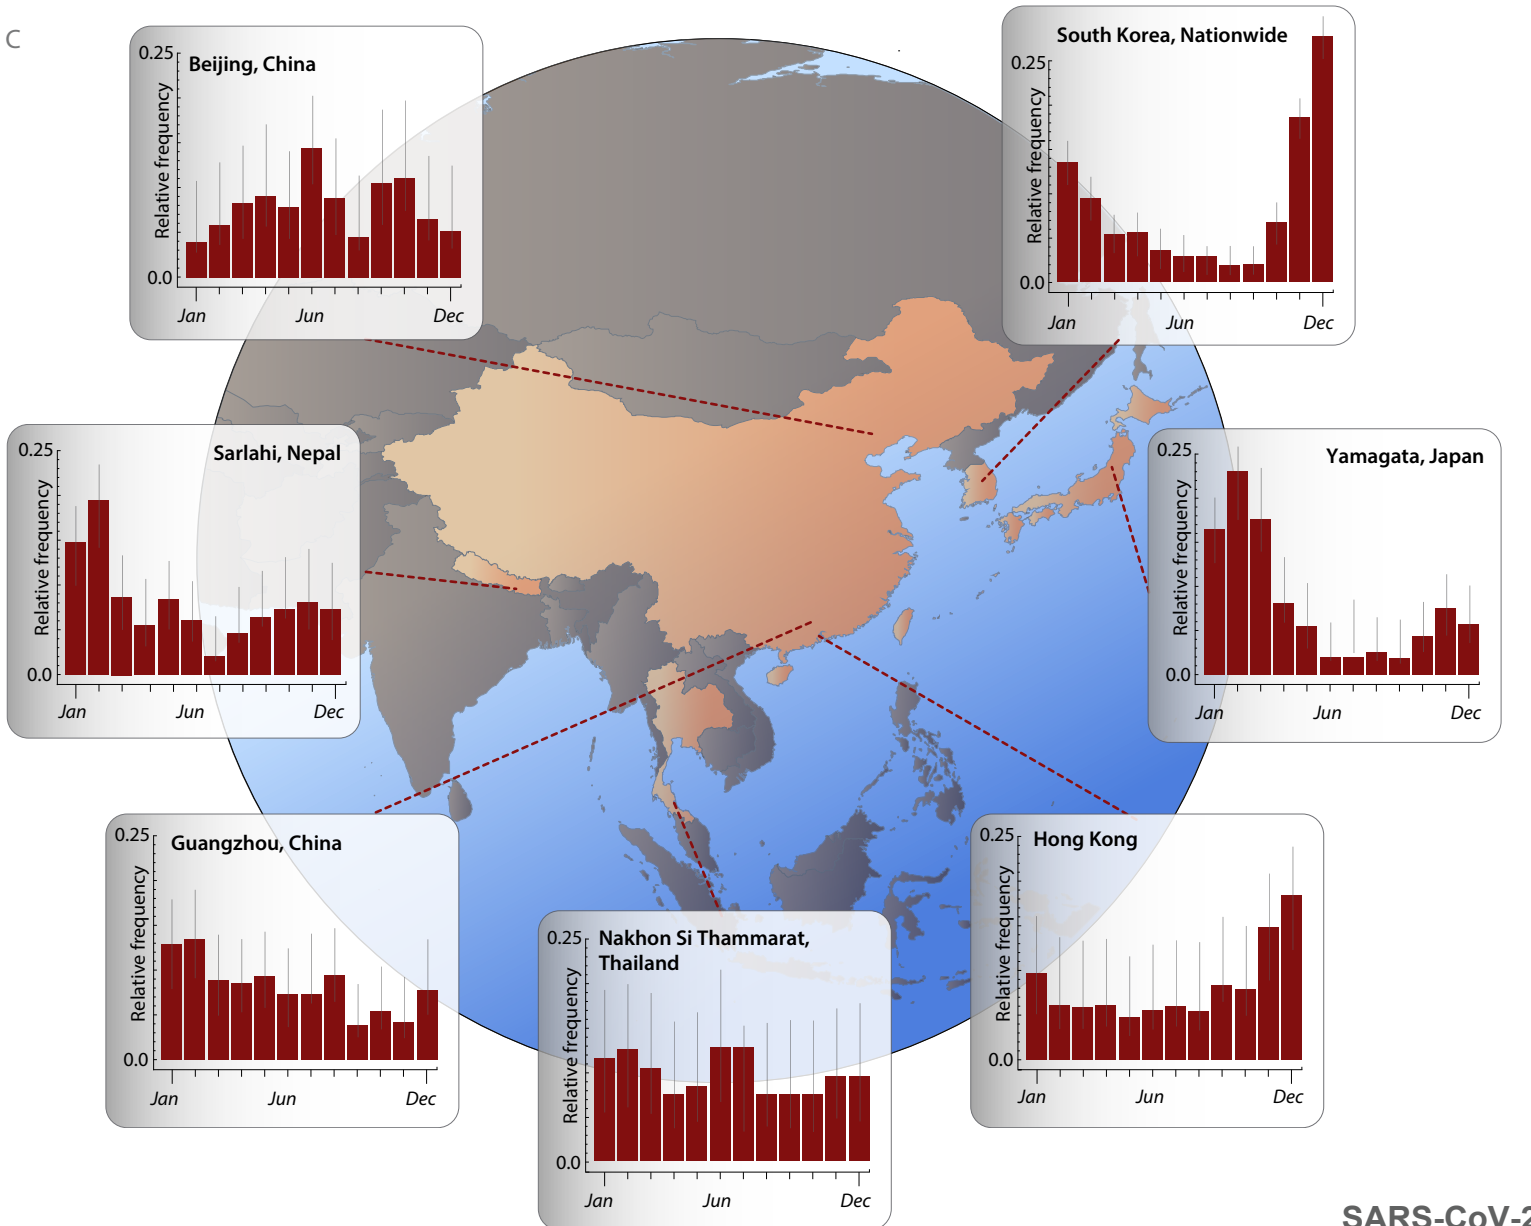 C
Beijing, China
0.25
Relative frequency
0.0
Jan
Jun
Dec
South Korea, Nationwide
0.25
Relative frequency
0.0
Jan
Jun
Dec
Sarlahi, Nepal
0.25
Relative frequency
0.0
Jan
Jun
Dec
Yamagata, Japan
0.25
Relative frequency
0.0
Jan
Jun
Dec
Guangzhou, China
0.25
Relative frequency
0.0
Jan
Jun
Dec
Nakhon Si Thammarat,
Thailand
0.25
Relative frequency
0.0
Jan
Jun
Dec
Hong Kong
0.25
Relative frequency
0.0
Jan
Jun
Dec
SARS-CoV-2